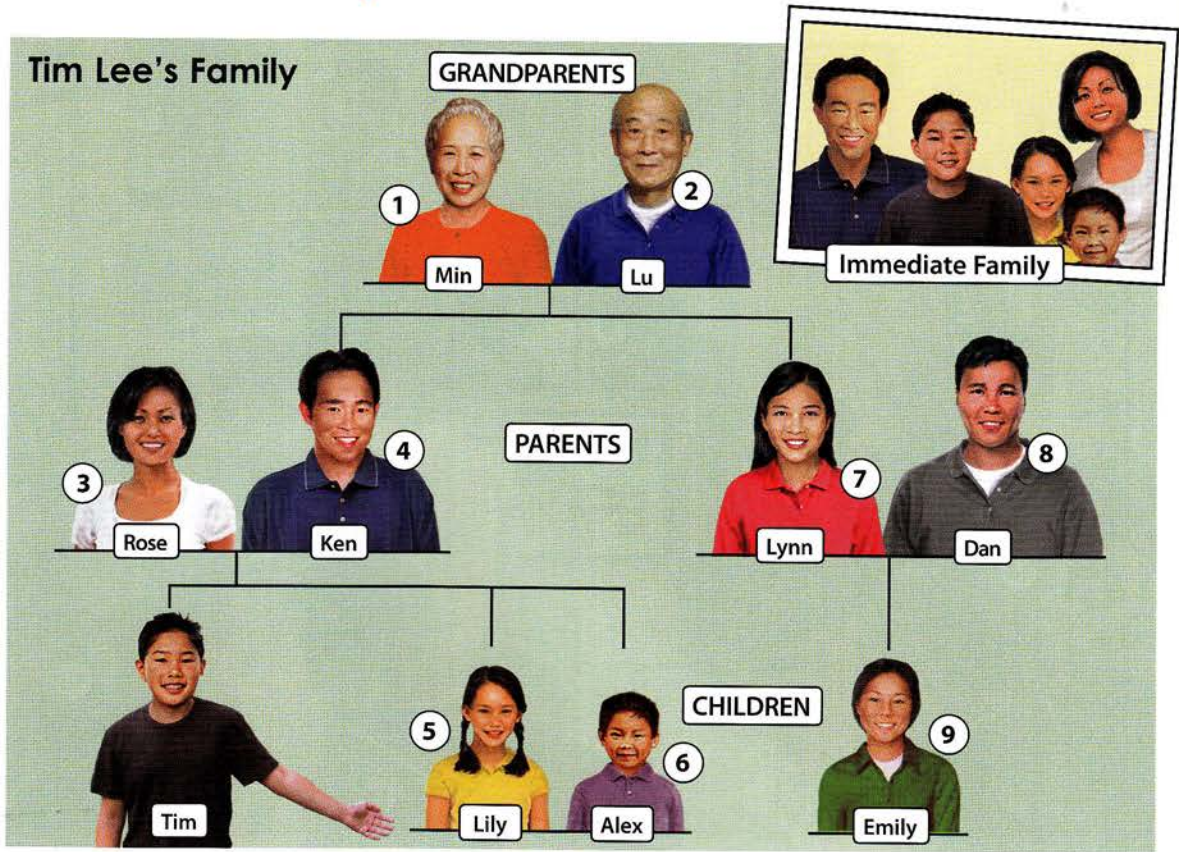 Tim Lee's Family
GRANDPARENTS
1
2
Min
Lu
Immediate Family
3
4
PARENTS
7
8
Rose
Ken
Lynn
Dan
5
6
CHILDREN
9
Tim
Lily
Alex
Emily